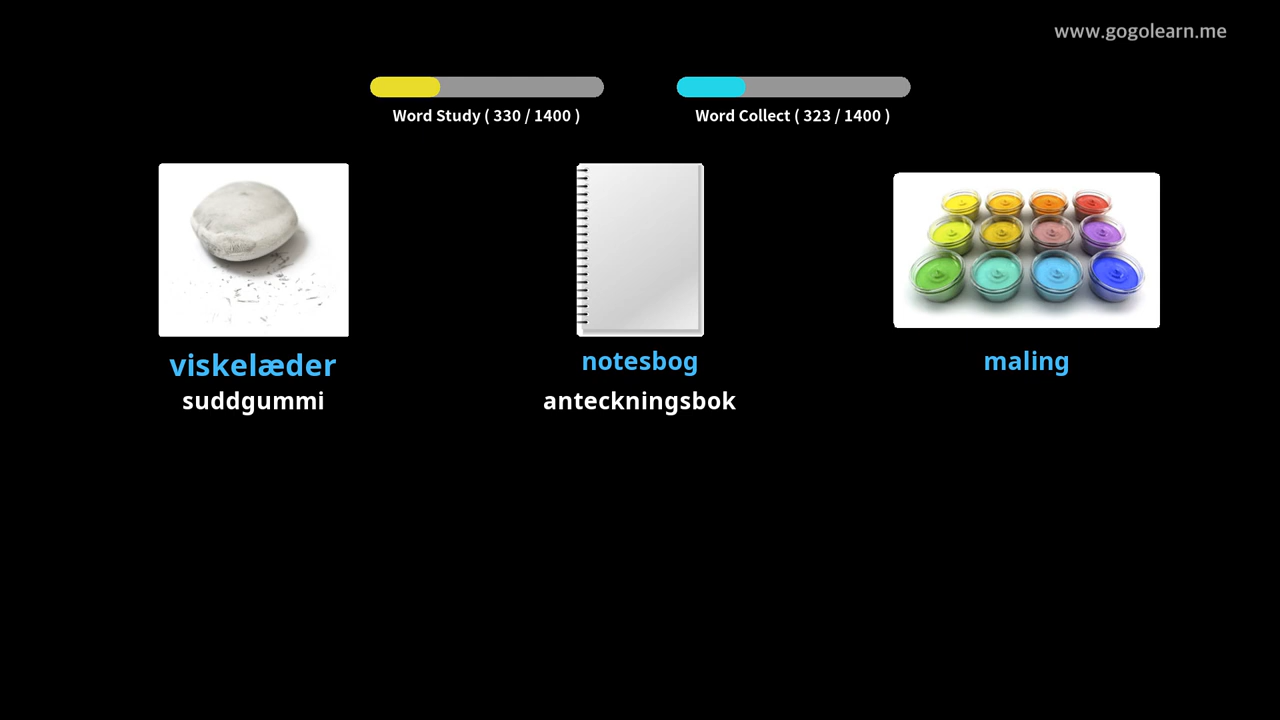 www.gogolearn.me
Word Study ( 330 / 1400 )
Word Collect ( 323 / 1400 )
viskelæder
notesbog
maling
suddgummi
anteckningsbok